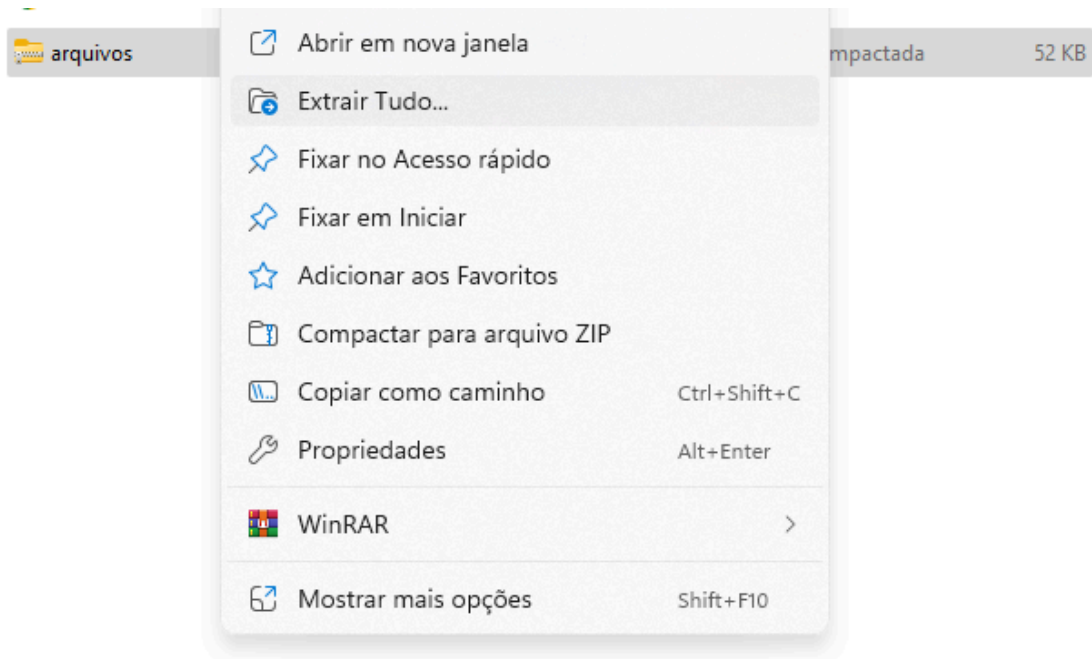 arquivos
Abrir em nova janela
mpactada 52 KB
Extrair Tudo...
Fixar no Acesso rápido
Fixar em Iniciar
Adicionar aos Favoritos
Compactar para arquivo ZIP
Copiar como caminho Ctrl+Shift+C
Propriedades Alt+Enter
WinRAR
Mostrar mais opções Shift+F10